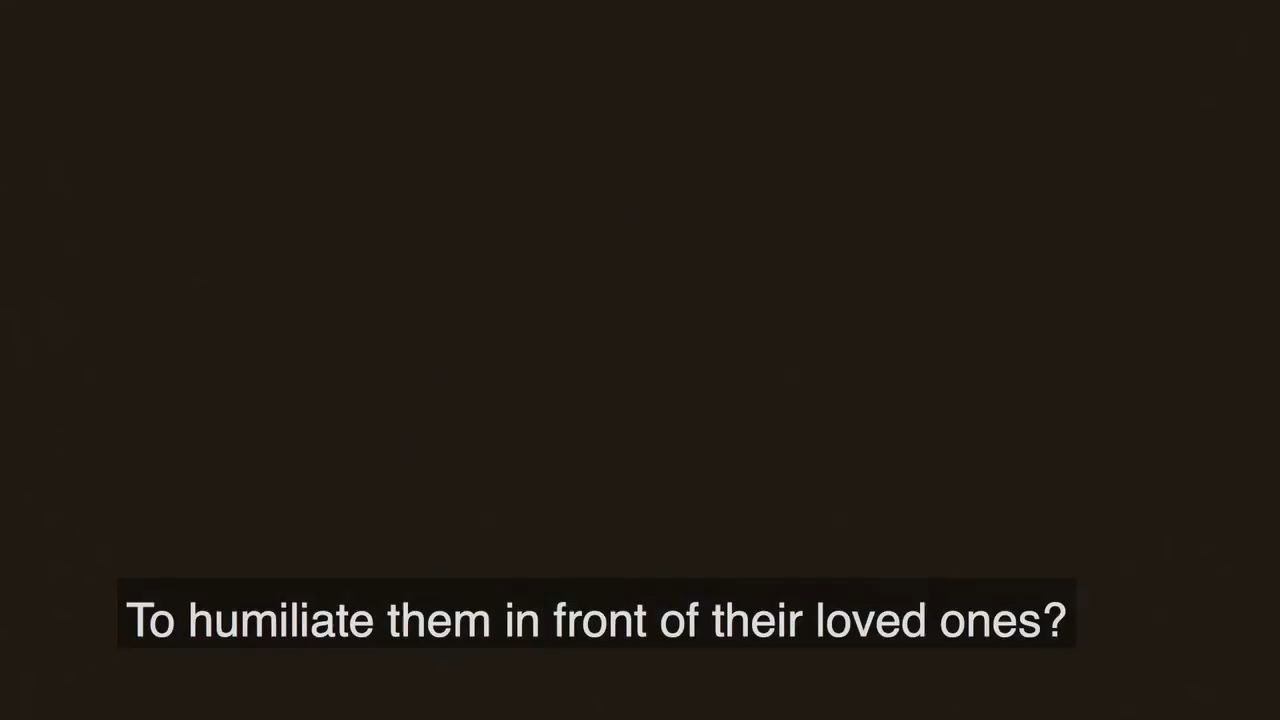 To humiliate them in front of their loved ones?